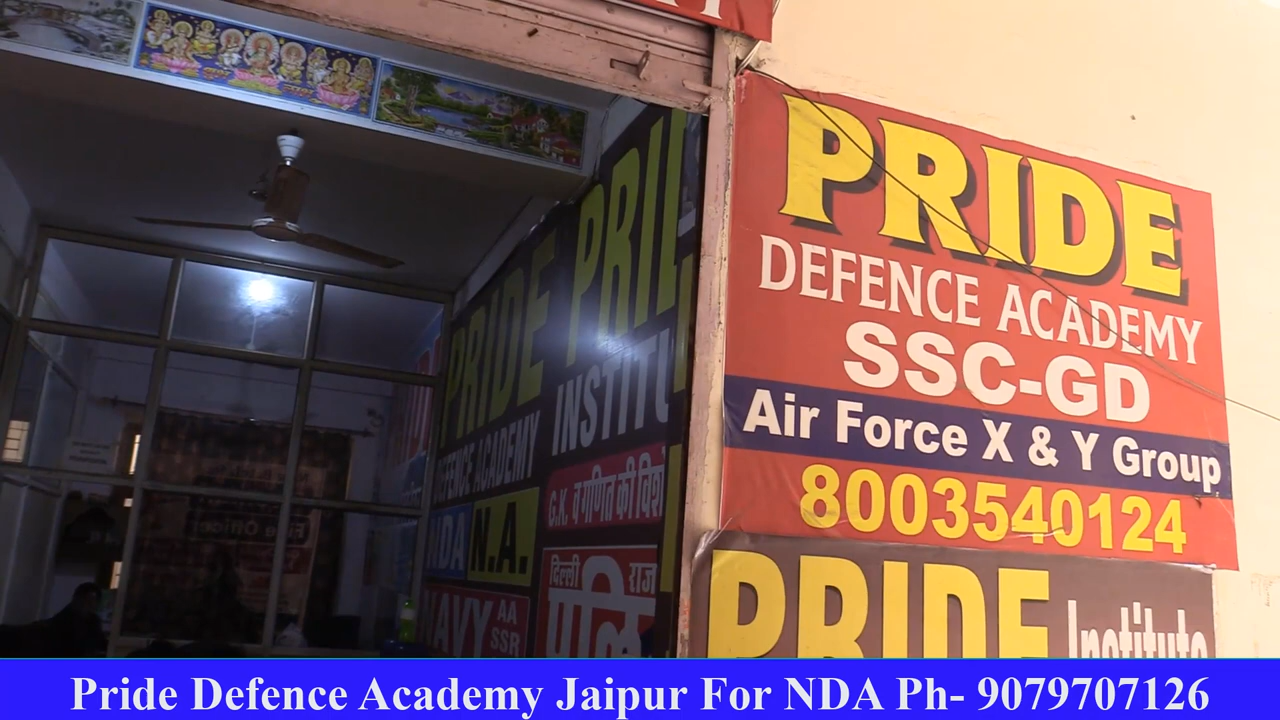 PRIDE
DEFENCE ACADEMY
SSC-GD
Air Force X & Y Group
8003540124
PRIDE Institute
PRIDE
DEFENCE ACADEMY
NDA N.A.
NAVY AA
SSR
INSTITU
G.K. व गणित की विशे
दिल्ली राज
Pride Defence Academy Jaipur For NDA Ph- 9079707126